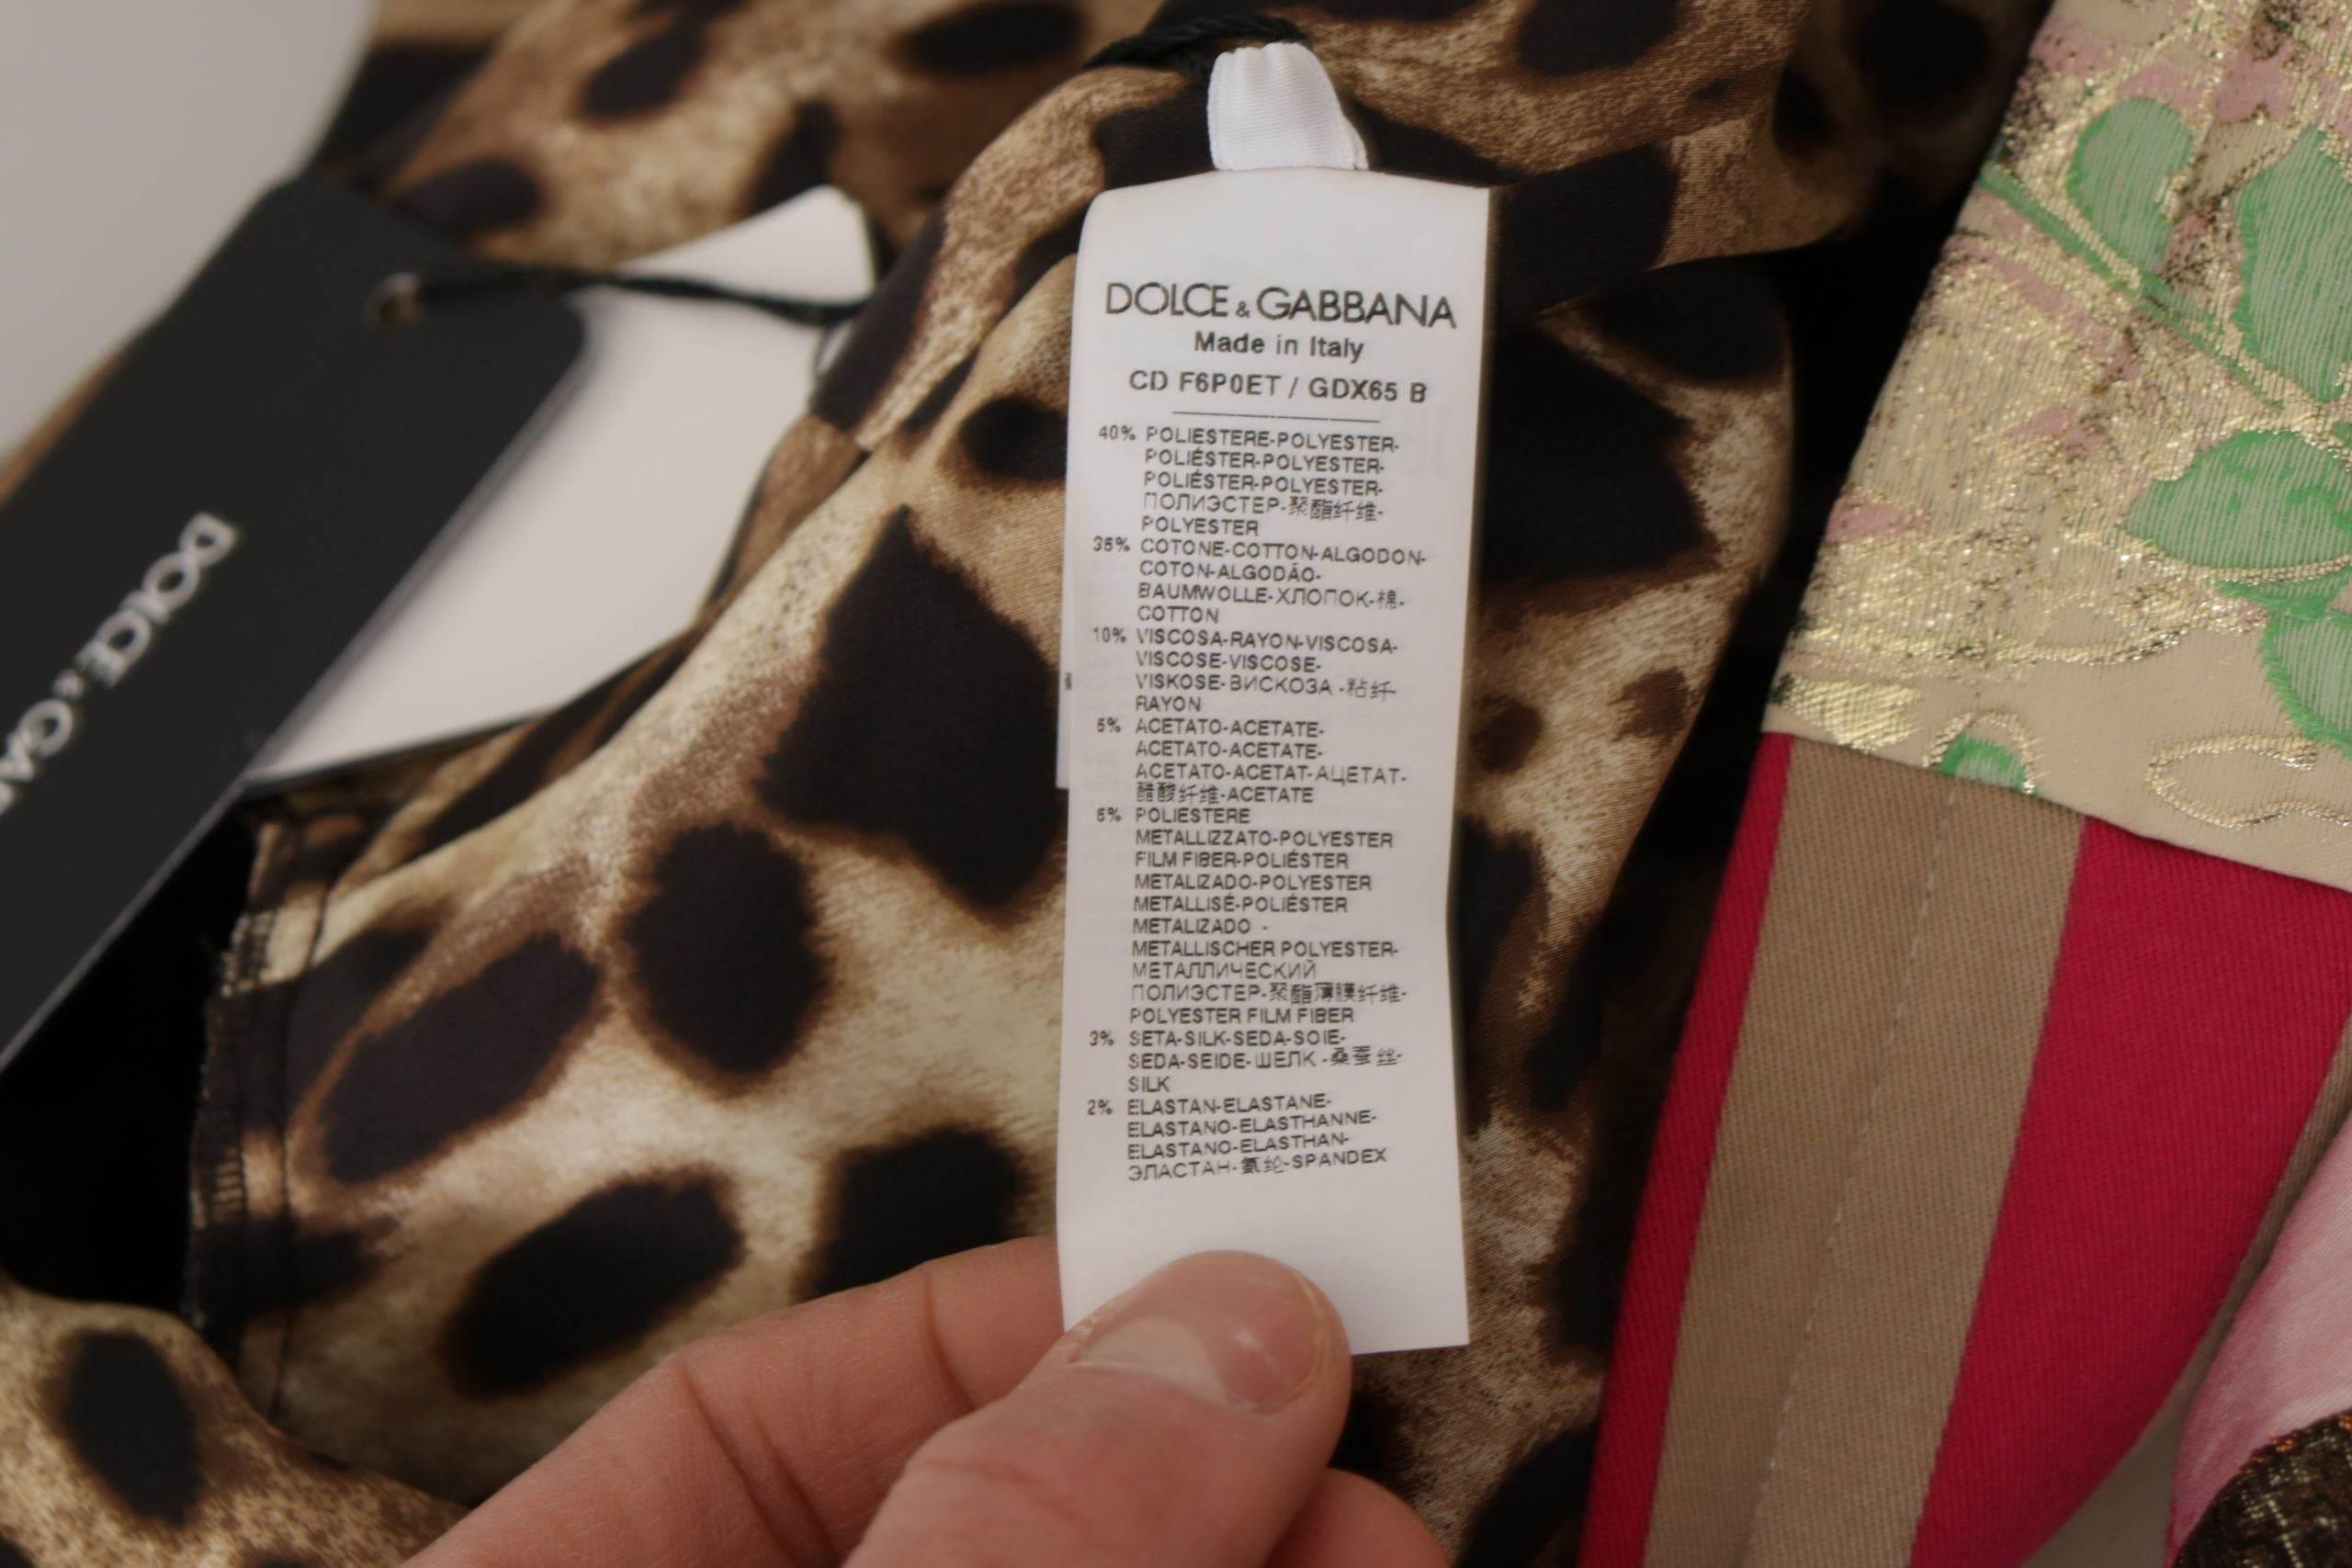 DOLCE & GABBANA
Made in Italy
CD F6P0ET / GDX65 B
40% POLIESTERE-POLYESTER-
POLIÉSTER-POLYESTER-
POLIÉSTER-POLYESTER-
ПОЛИЭСТЕР-聚酯纤维-
POLYESTER
35% COTONE-COTTON-ALGODON-
COTON-ALGODÃO-
BAUMWOLLE-ХЛОПОК-棉-
COTTON
10% VISCOSA-RAYON-VISCOSA-
VISCOSE-VISCOSE-
VISKOSE-ВИСКОЗА -粘纤-
RAYON
5% ACETATO-ACETATE-
ACETATO-ACETATE-
ACETATO-ACETAT-АЦЕТАТ-
醋酸纤维-ACETATE
5% POLIESTERE
METALLIZZATO-POLYESTER
FILM FIBER-POLIÉSTER
METALIZADO-POLYESTER
METALLISÉ-POLIÉSTER
METALIZADO -
METALLISCHER POLYESTER-
МЕТАЛЛИЧЕСКИЙ
ПОЛИЭСТЕР-聚酯薄膜纤维-
POLYESTER FILM FIBER
3% SETA-SILK-SEDA-SOIE-
SEDA-SEIDE-ШЕЛК -桑蚕丝-
SILK
2% ELASTAN-ELASTANE-
ELASTANO-ELASTHANNE-
ELASTANO-ELASTHAN-
ЭЛАСТАН-氨纶-SPANDEX
DOLCE & GA